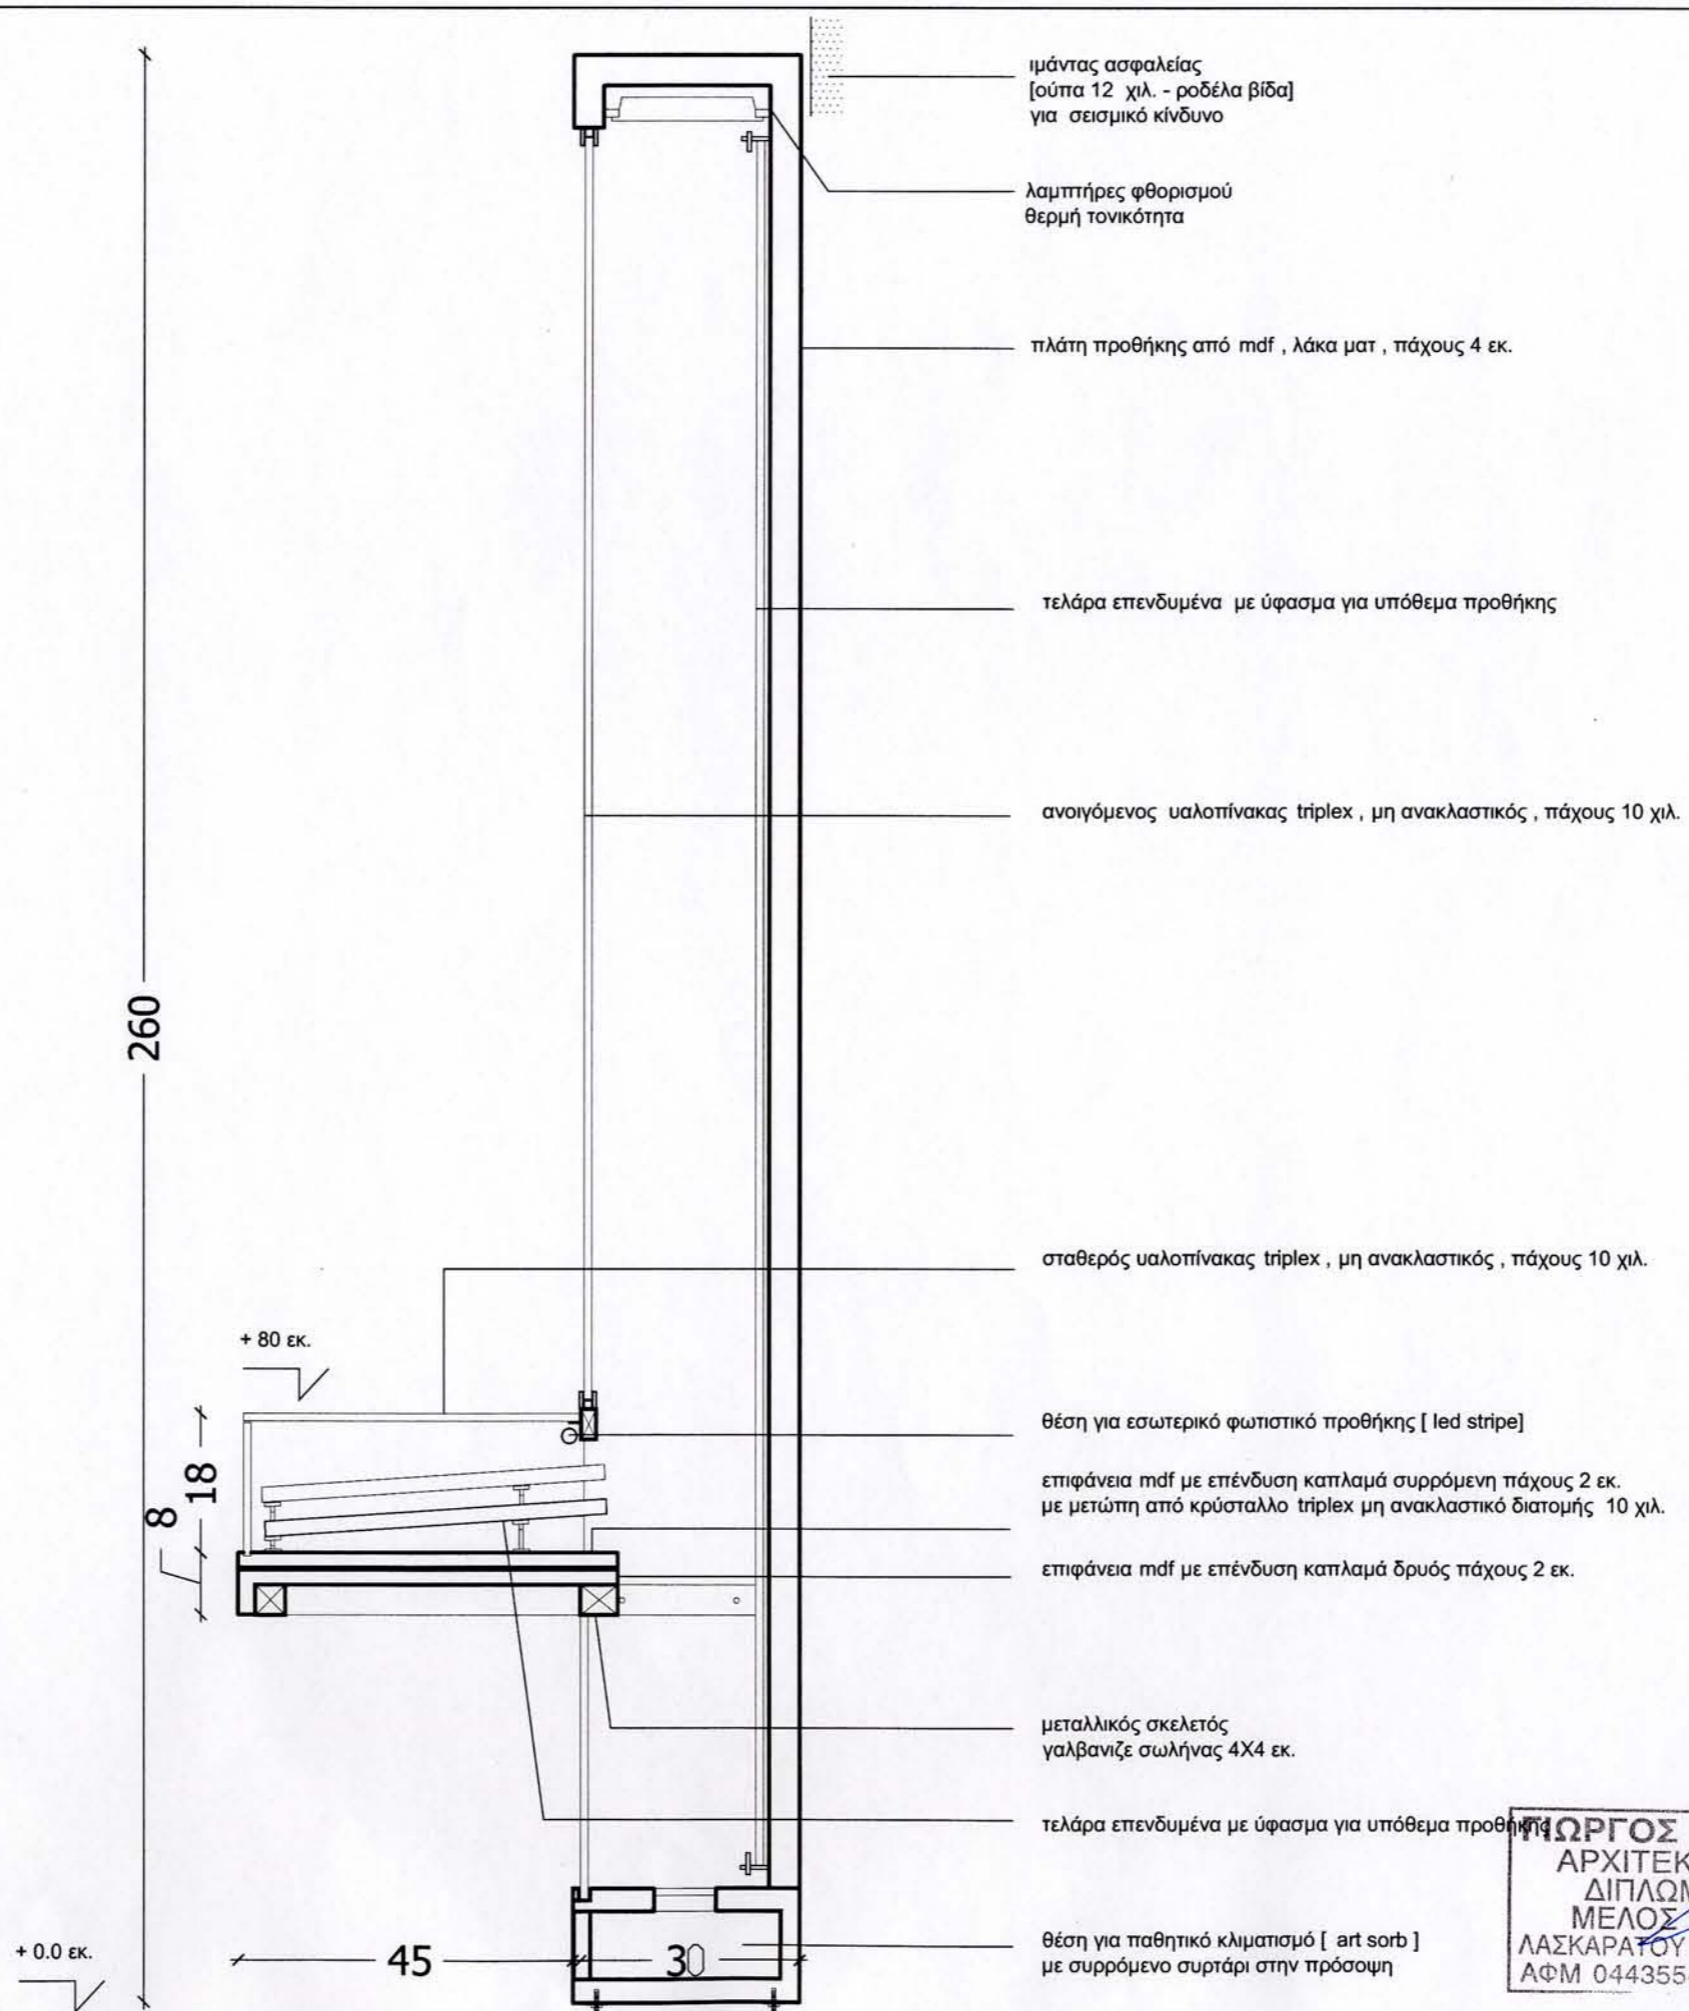 ιμάντας ασφαλείας
[ούπα 12 χιλ. - ροδέλα βίδα]
για σεισμικό κίνδυνο
λαμπτήρες φθορισμού
θερμή τονικότητα
πλάτη προθήκης από mdf , λάκα ματ , πάχους 4 εκ.
τελάρα επενδυμένα με ύφασμα για υπόθεμα προθήκης
ανοιγόμενος υαλοπίνακας triplex , μη ανακλαστικός , πάχους 10 χιλ.
260
σταθερός υαλοπίνακας triplex , μη ανακλαστικός , πάχους 10 χιλ.
+ 80 εκ.
θέση για εσωτερικό φωτιστικό προθήκης [ led stripe]
18
8
επιφάνεια mdf με επένδυση καπλαμά συρρόμενη πάχους 2 εκ.
με μετώπη από κρύσταλλο triplex μη ανακλαστικό διατομής 10 χιλ.
επιφάνεια mdf με επένδυση καπλαμά δρυός πάχους 2 εκ.
μεταλλικός σκελετός
γαλβανιζε σωλήνας 4X4 εκ.
τελάρα επενδυμένα με ύφασμα για υπόθεμα προθήκης
θέση για παθητικό κλιματισμό [ art sorb ]
με συρρόμενο συρτάρι στην πρόσοψη
+ 0.0 εκ.
45
30
ΓΙΩΡΓΟΣ
ΑΡΧΙΤΕΚ
ΔΙΠΛΩΜ
ΜΕΛΟΣ
ΛΑΣΚΑΡΑΤΟΥ
ΑΦΜ 044355